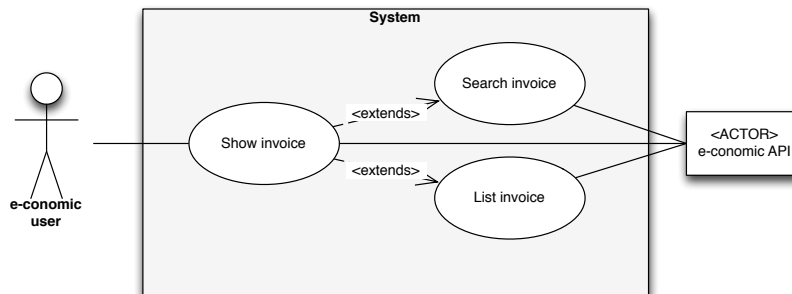 System
Search invoice
<extends>
Show invoice
<ACTOR>
e-conomic API
<extends>
List invoice
e-conomic
user